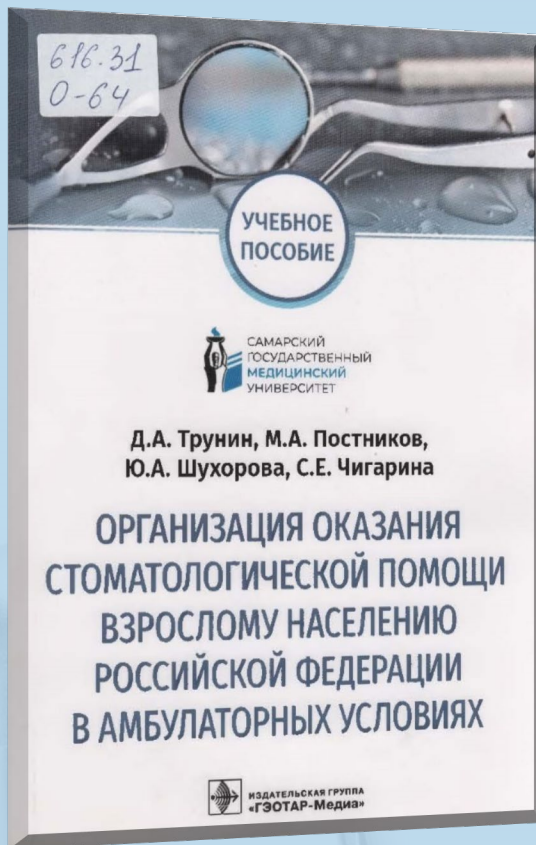 616.31
О-64
УЧЕБНОЕ
ПОСОБИЕ
САМАРСКИЙ
ГОСУДАРСТВЕННЫЙ
МЕДИЦИНСКИЙ
УНИВЕРСИТЕТ
Д.А. Трунин, М.А. Постников,
Ю.А. Шухорова, С.Е. Чигарина
ОРГАНИЗАЦИЯ ОКАЗАНИЯ
СТОМАТОЛОГИЧЕСКОЙ ПОМОЩИ
ВЗРОСЛОМУ НАСЕЛЕНИЮ
РОССИЙСКОЙ ФЕДЕРАЦИИ
В АМБУЛАТОРНЫХ УСЛОВИЯХ
ИЗДАТЕЛЬСКАЯ ГРУППА
«ГЭОТАР-Медиа»